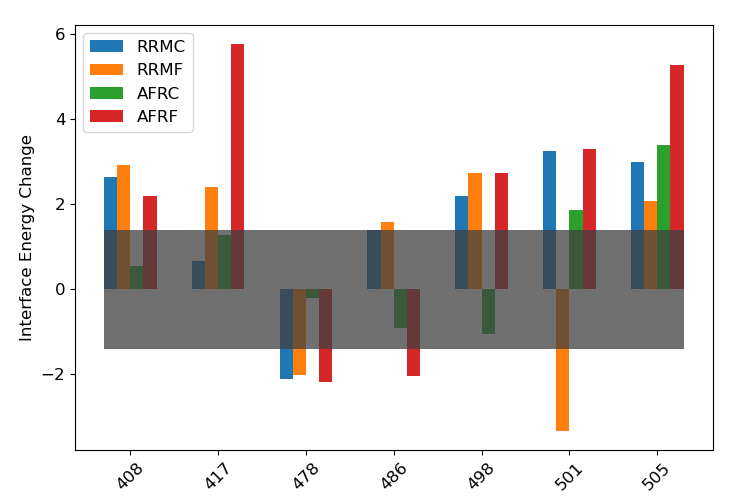 RRMC
RRMF
AFRC
AFRF
Interface Energy Change
6
4
2
0
−2
408
417
478
486
498
501
505